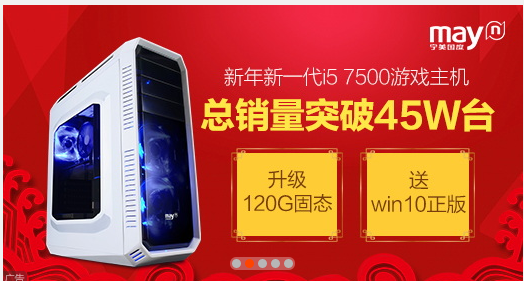 mayn
宁美国度
新年新一代i5 7500游戏主机
总销量突破45W台
升级
120G固态
送
win10正版
may
广告